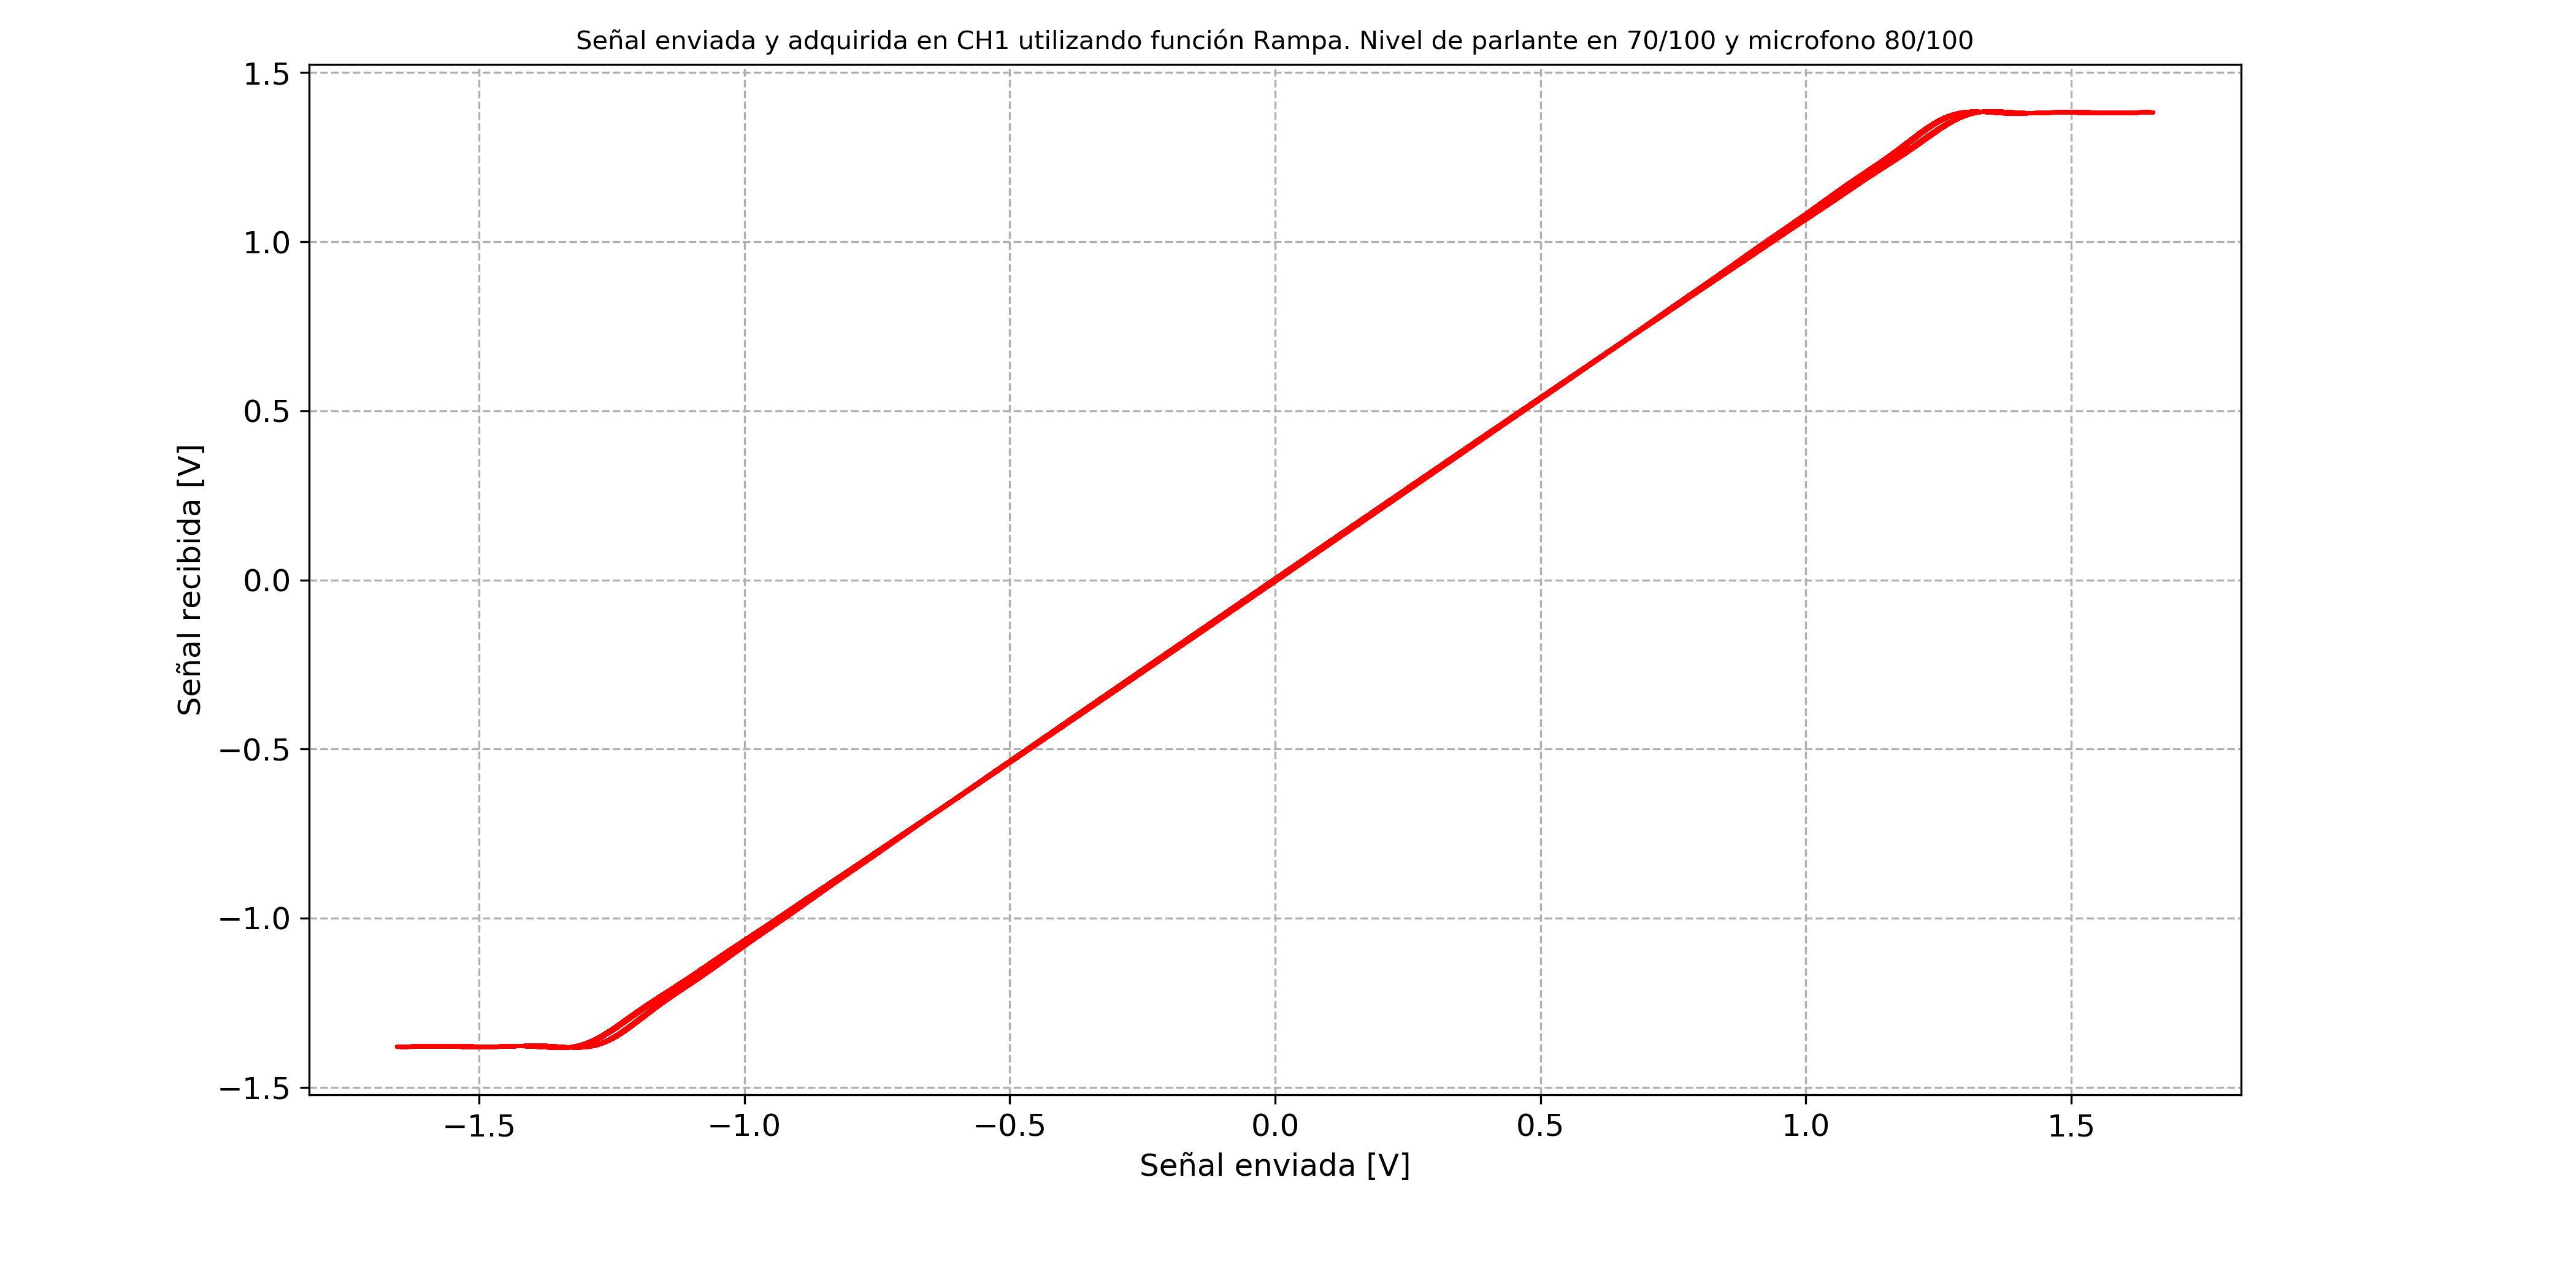 Señal enviada y adquirida en CH1 utilizando función Rampa. Nivel de parlante en 70/100 y microfono 80/100
1.5
1.0
0.5
0.0
−0.5
−1.0
−1.5
Señal recibida [V]
−1.5 −1.0 −0.5 0.0 0.5 1.0 1.5
Señal enviada [V]